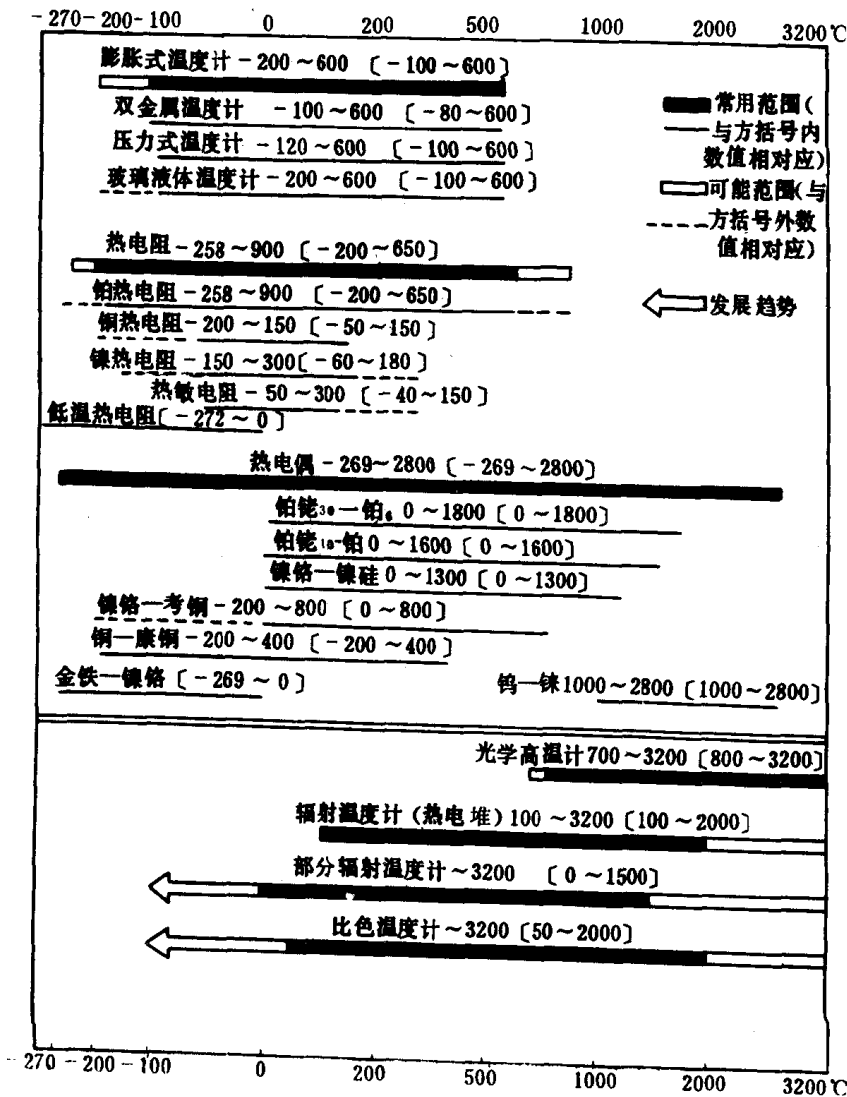 -270-200-100 0 200 500 1000 2000 3200℃
膨胀式温度计-200～600〔-100～600〕
双金属温度计 -100～600〔-80～600〕
压力式温度计-120～600〔-100～600〕
玻璃液体温度计-200～600〔-100～600〕
常用范围(
与方括号内
数值相对应)
可能范围(与
方括号外数
值相对应)
发展趋势
热电阻-258～900〔-200～650〕
铂热电阻-258～900〔-200～650〕
铜热电阻-200～150〔-50～150〕
镍热电阻-150～300〔-60～180〕
热敏电阻-50～300〔-40～150〕
低温热电阻〔-272～0〕
热电偶-269～2800〔-269～2800〕
铂铑₃₀—铂₆ 0～1800〔0～1800〕
铂铑₁₀-铂0～1600〔0～1600〕
镍铬—镍硅0～1300〔0～1300〕
镍铬—考铜-200～800〔0～800〕
铜—康铜-200～400〔-200～400〕
金铁—镍铬〔-269～0〕
钨—铼1000～2800〔1000～2800〕
光学高温计700～3200〔800～3200〕
辐射温度计(热电堆)100～3200〔100～2000〕
部分辐射温度计～3200 〔0～1500〕
比色温度计～3200〔50～2000〕
-270-200-100 0 200 500 1000 2000 3200℃